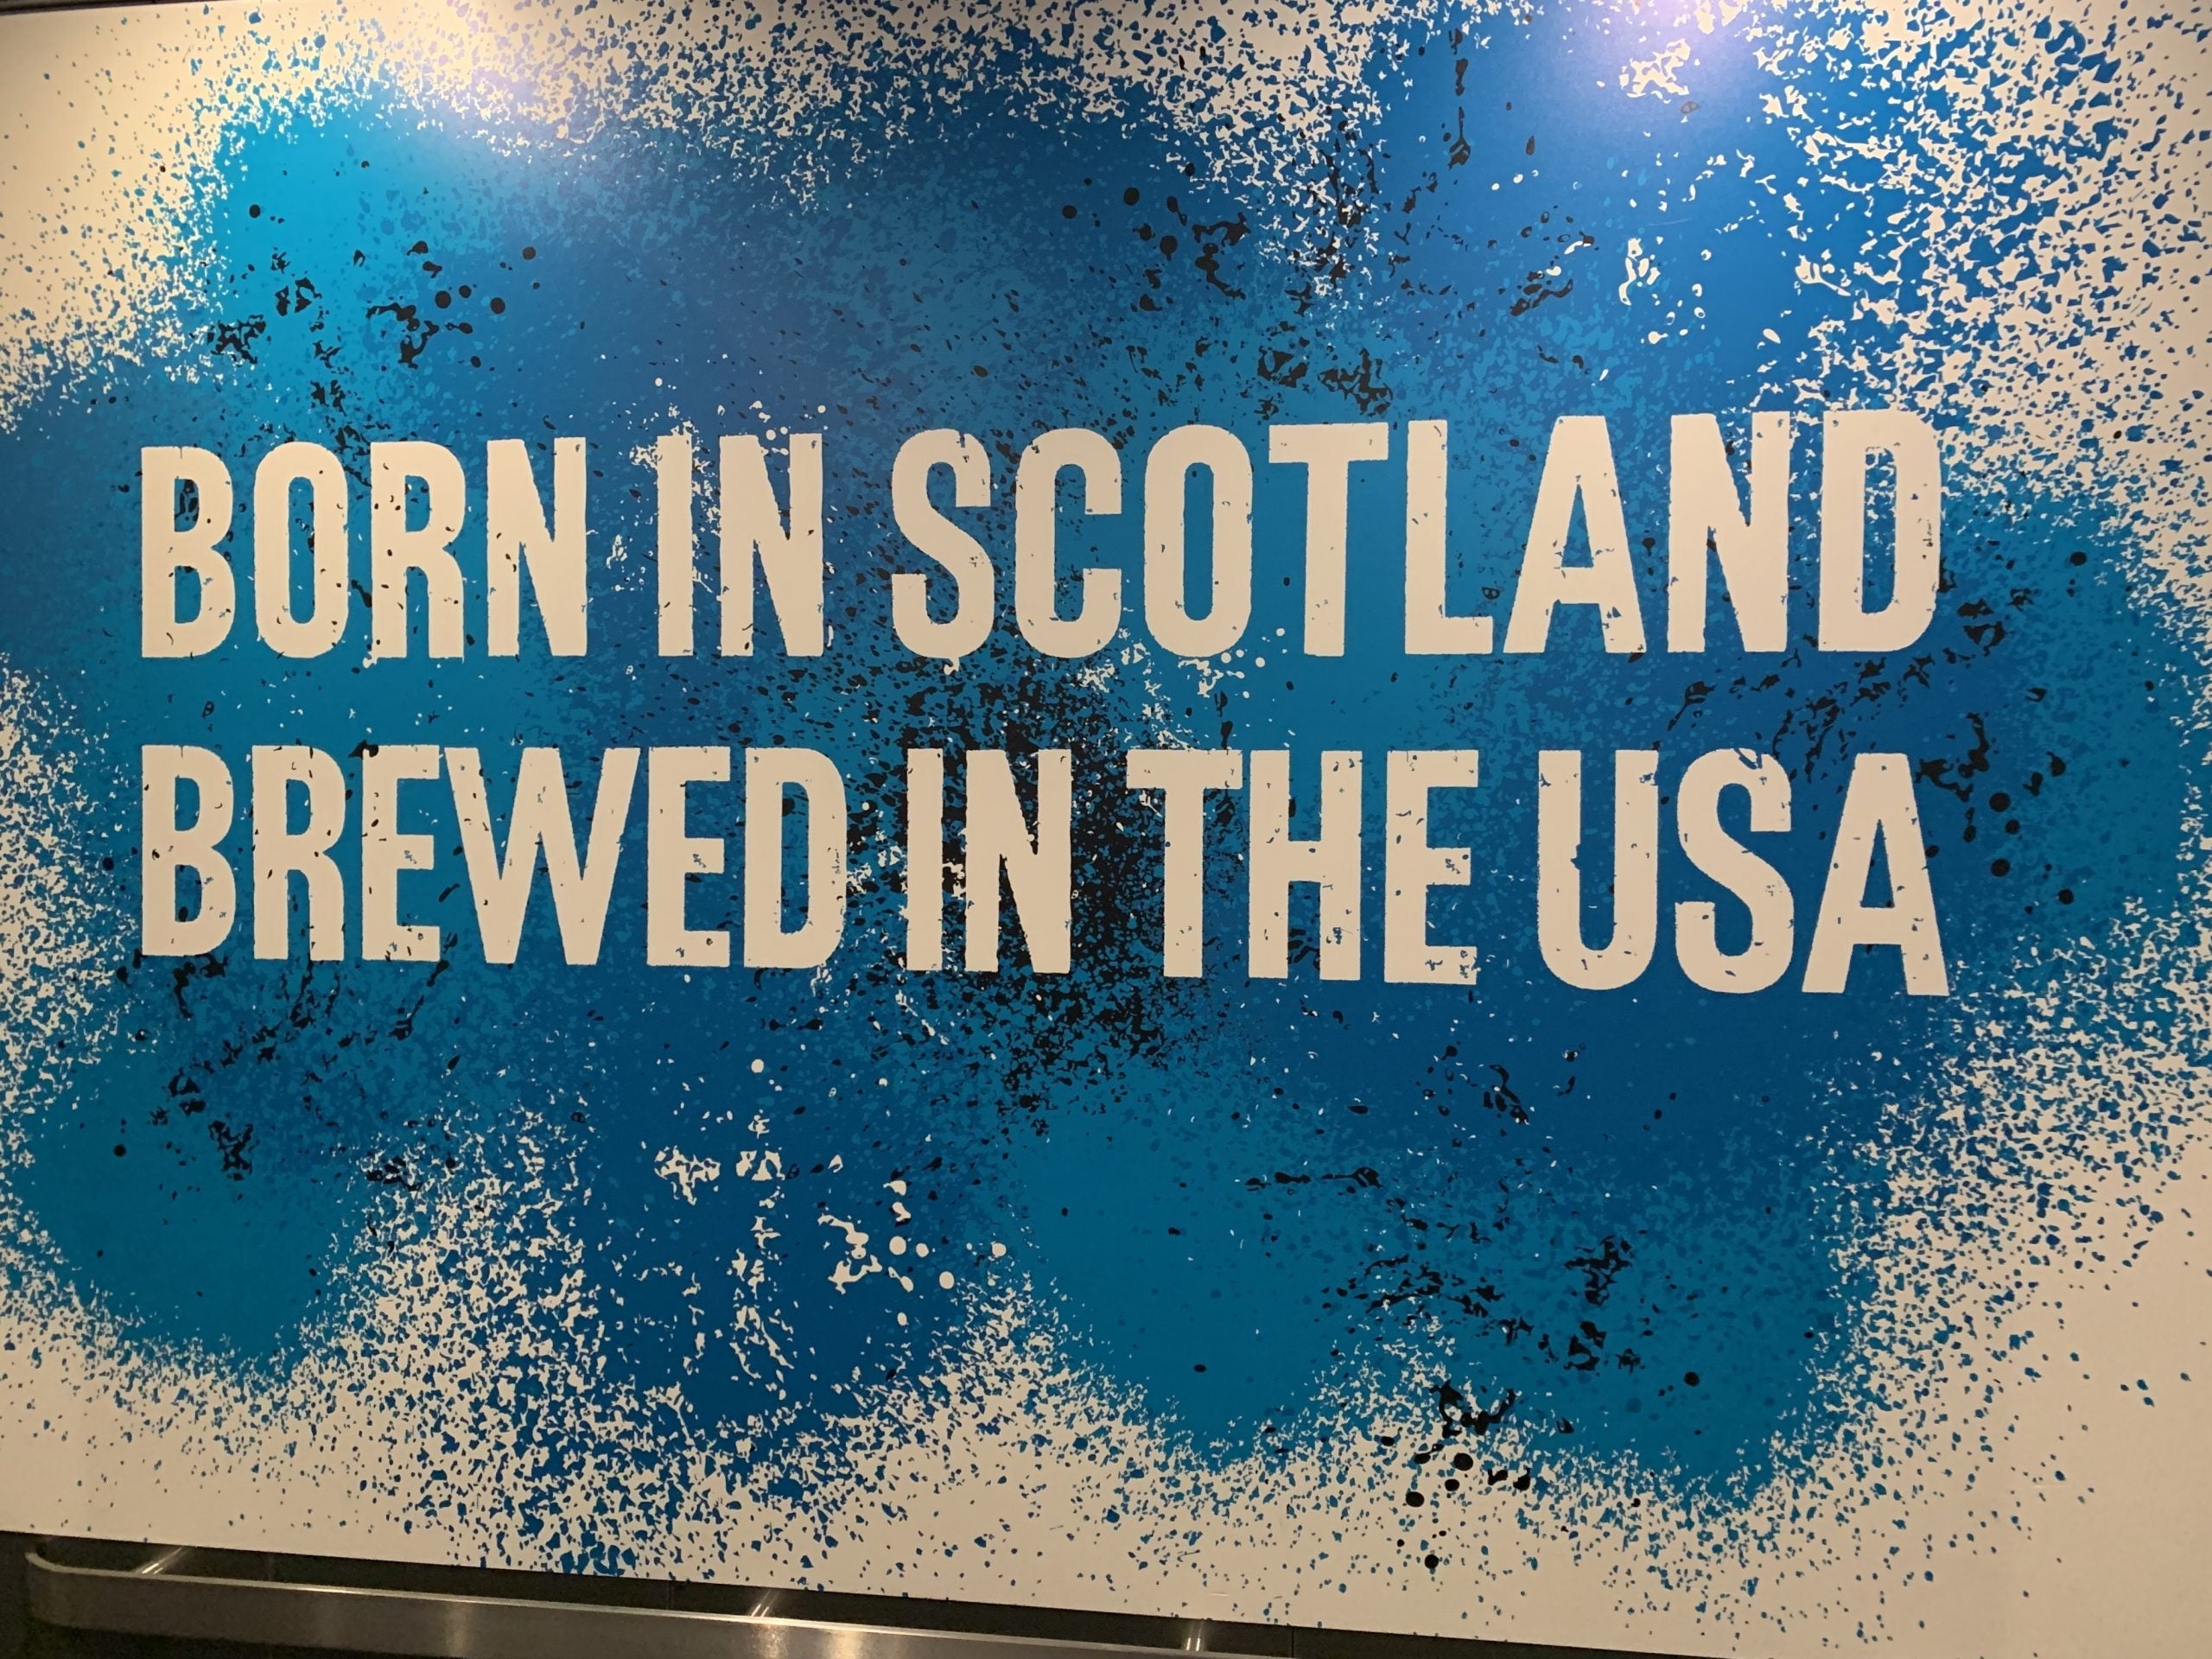 BORN IN SCOTLAND
BREWED IN THE USA